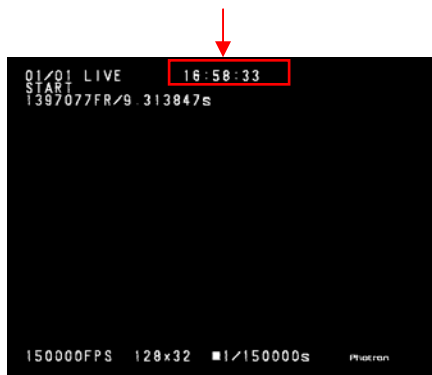 01/01 LIVE 16:58:33
START
1397077FR/9.313847s
150000FPS 128x32 ■1/150000s Photron